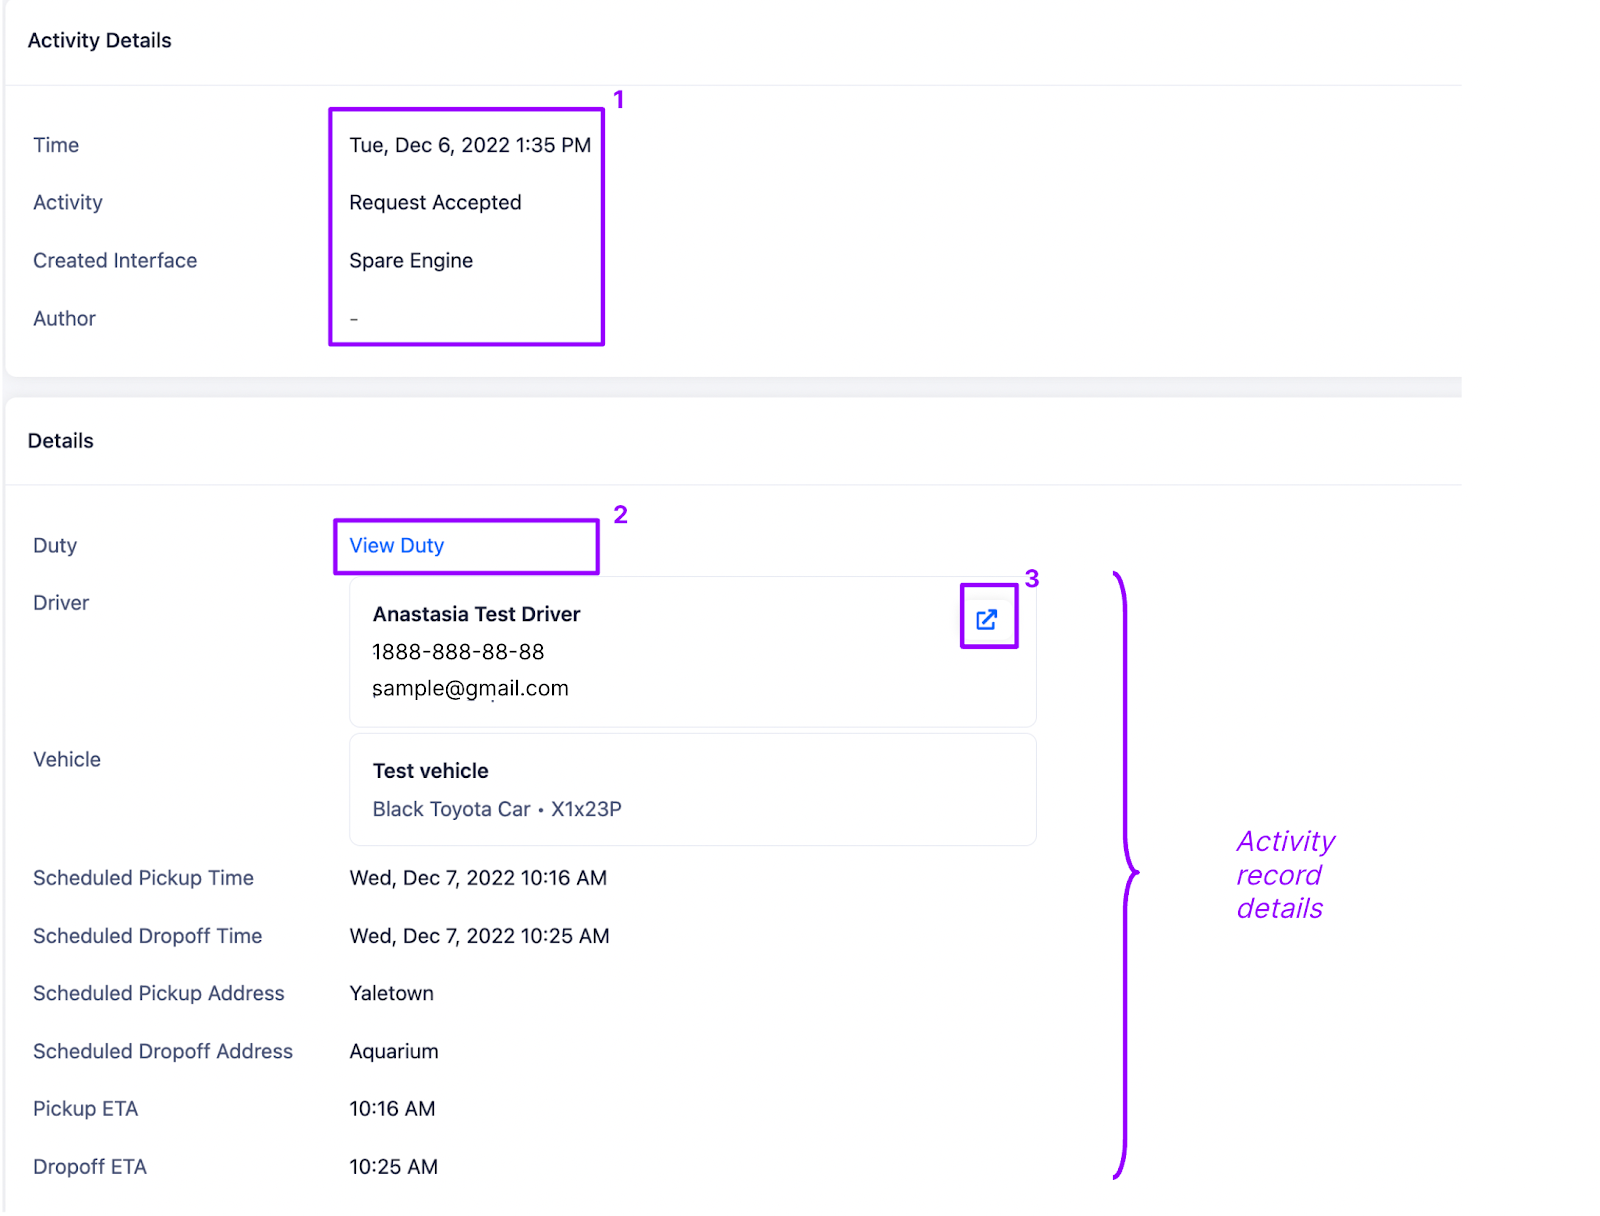 Activity Details
1
Time Tue, Dec 6, 2022 1:35 PM
Activity Request Accepted
Created Interface Spare Engine
Author -
Details
2
Duty View Duty
3
Driver Anastasia Test Driver
1888-888-88-88
sample@gmail.com
Vehicle Test vehicle
Black Toyota Car • X1x23P
Scheduled Pickup Time Wed, Dec 7, 2022 10:16 AM
Scheduled Dropoff Time Wed, Dec 7, 2022 10:25 AM
Scheduled Pickup Address Yaletown
Scheduled Dropoff Address Aquarium
Pickup ETA 10:16 AM
Dropoff ETA 10:25 AM
Activity
record
details